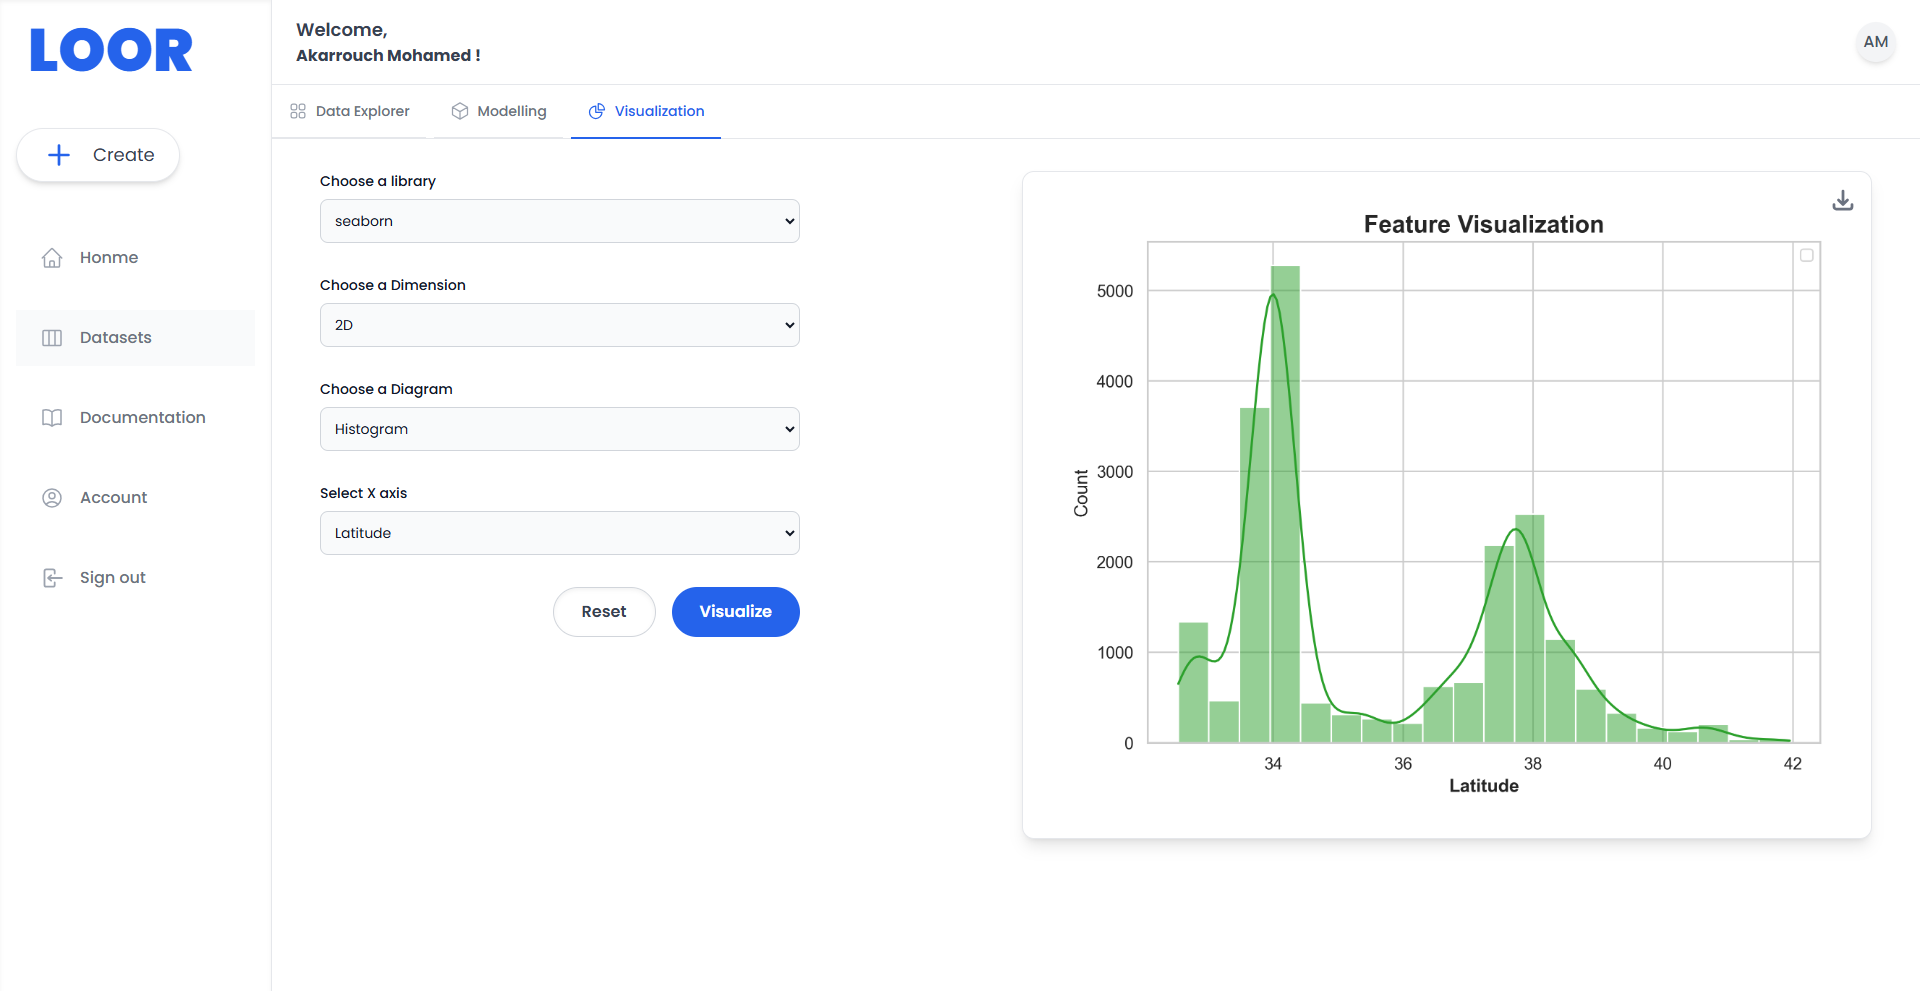 LOOR
Welcome,
Akarrouch Mohamed !
AM
Create
Honme
Datasets
Documentation
Account
Sign out
Data Explorer
Modelling
Visualization
Choose a library
seaborn
Choose a Dimension
2D
Choose a Diagram
Histogram
Select X axis
Latitude
Reset
Visualize
Feature Visualization
5000
4000
3000
2000
1000
0
Count
34 36 38 40 42
Latitude